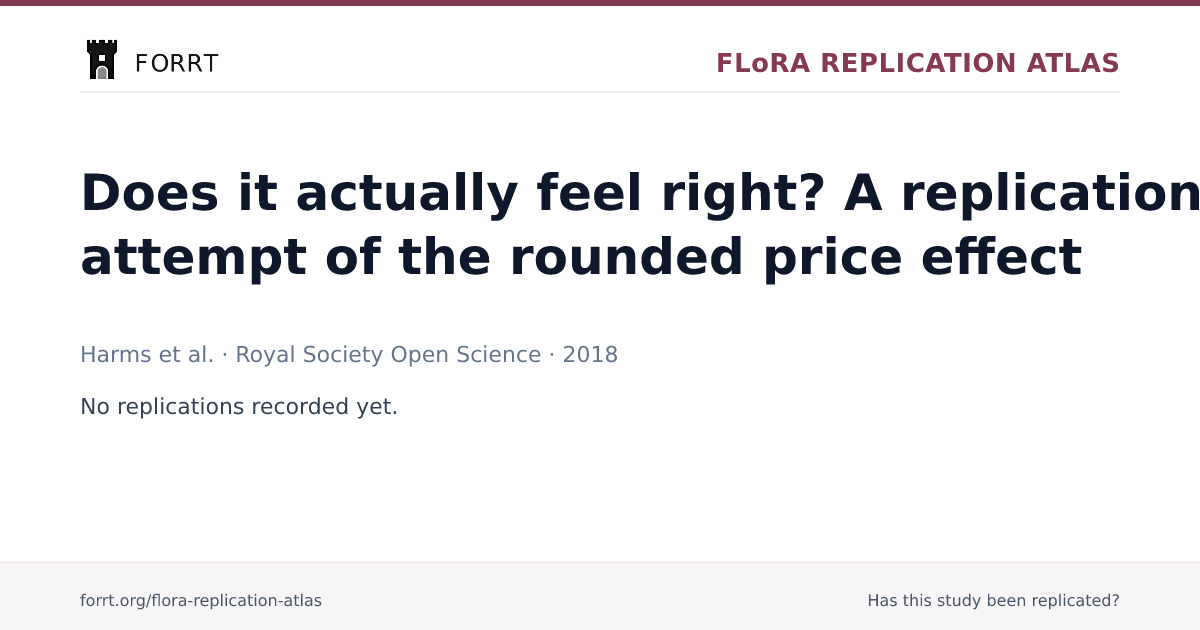 FORRT
FLoRA REPLICATION ATLAS
Does it actually feel right? A replication
attempt of the rounded price effect
Harms et al. · Royal Society Open Science · 2018
No replications recorded yet.
forrt.org/flora-replication-atlas
Has this study been replicated?